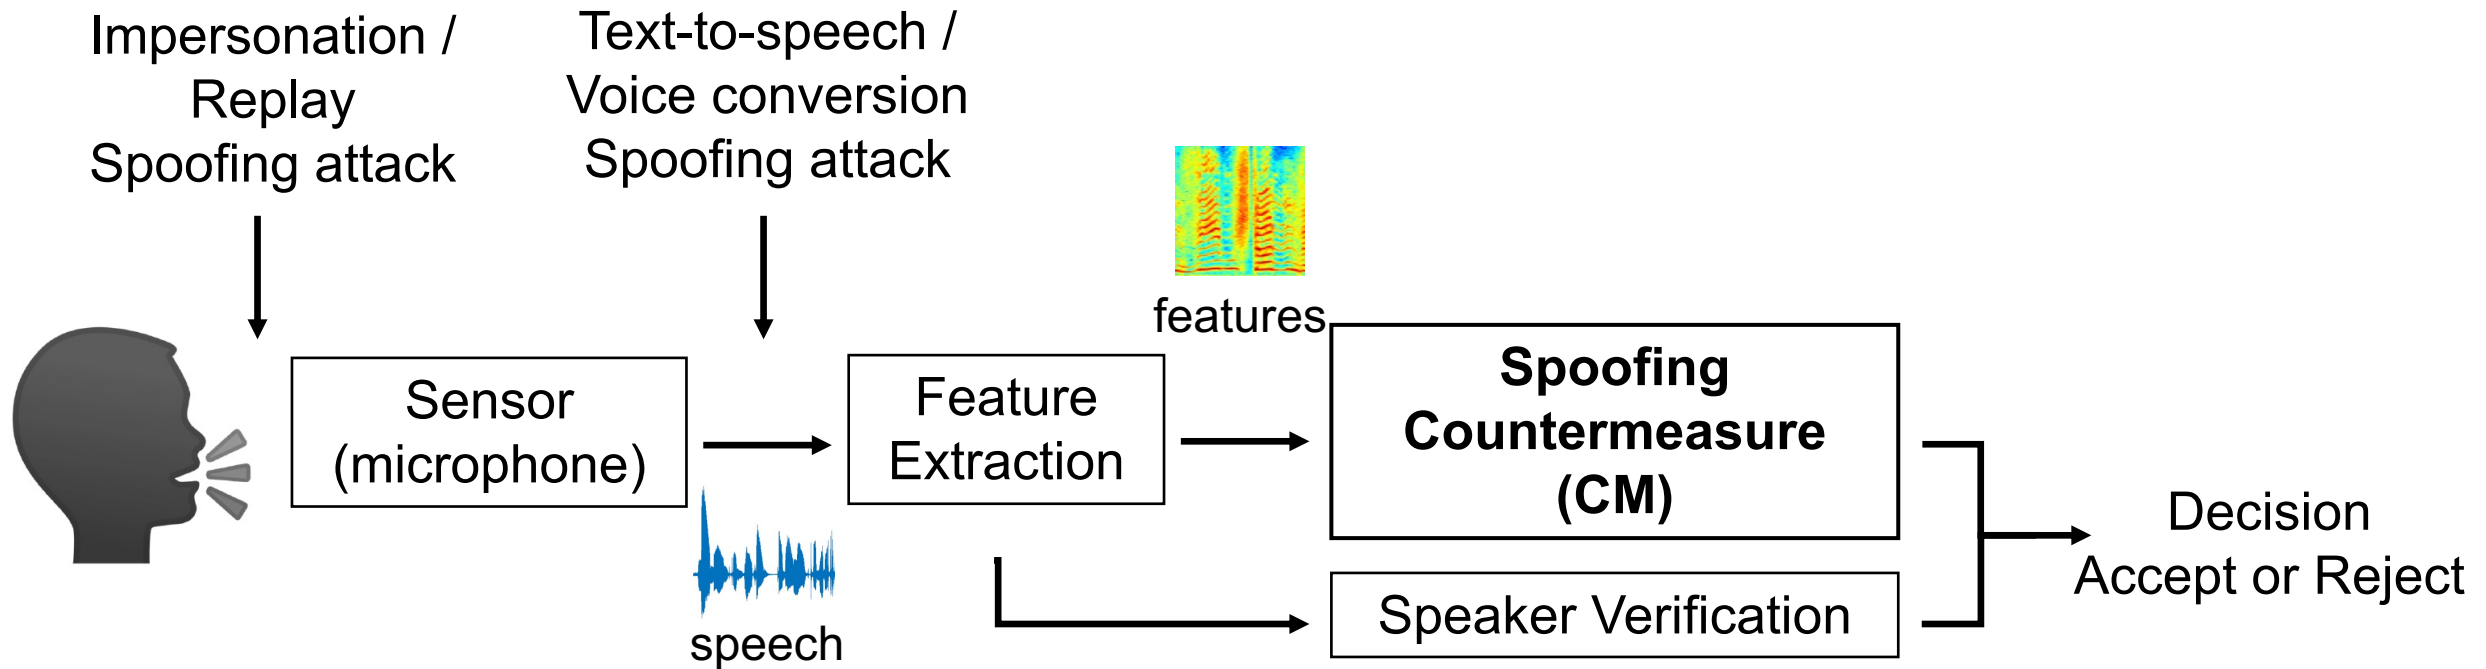 Impersonation /
Replay
Spoofing attack
Text-to-speech /
Voice conversion
Spoofing attack
features
Sensor
(microphone)
speech
Feature
Extraction
Spoofing
Countermeasure
(CM)
Speaker Verification
Decision
Accept or Reject